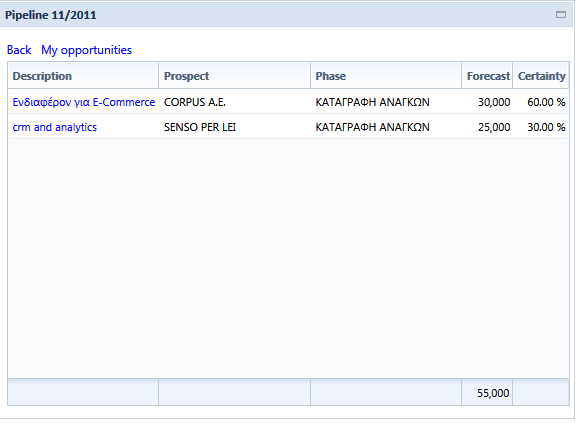 Pipeline 11/2011
Back My opportunities
Description Prospect Phase Forecast Certainty
Ενδιαφέρον για E-Commerce CORPUS A.E. ΚΑΤΑΓΡΑΦΗ ΑΝΑΓΚΩΝ 30,000 60.00 %
crm and analytics SENSO PER LEI ΚΑΤΑΓΡΑΦΗ ΑΝΑΓΚΩΝ 25,000 30.00 %
55,000